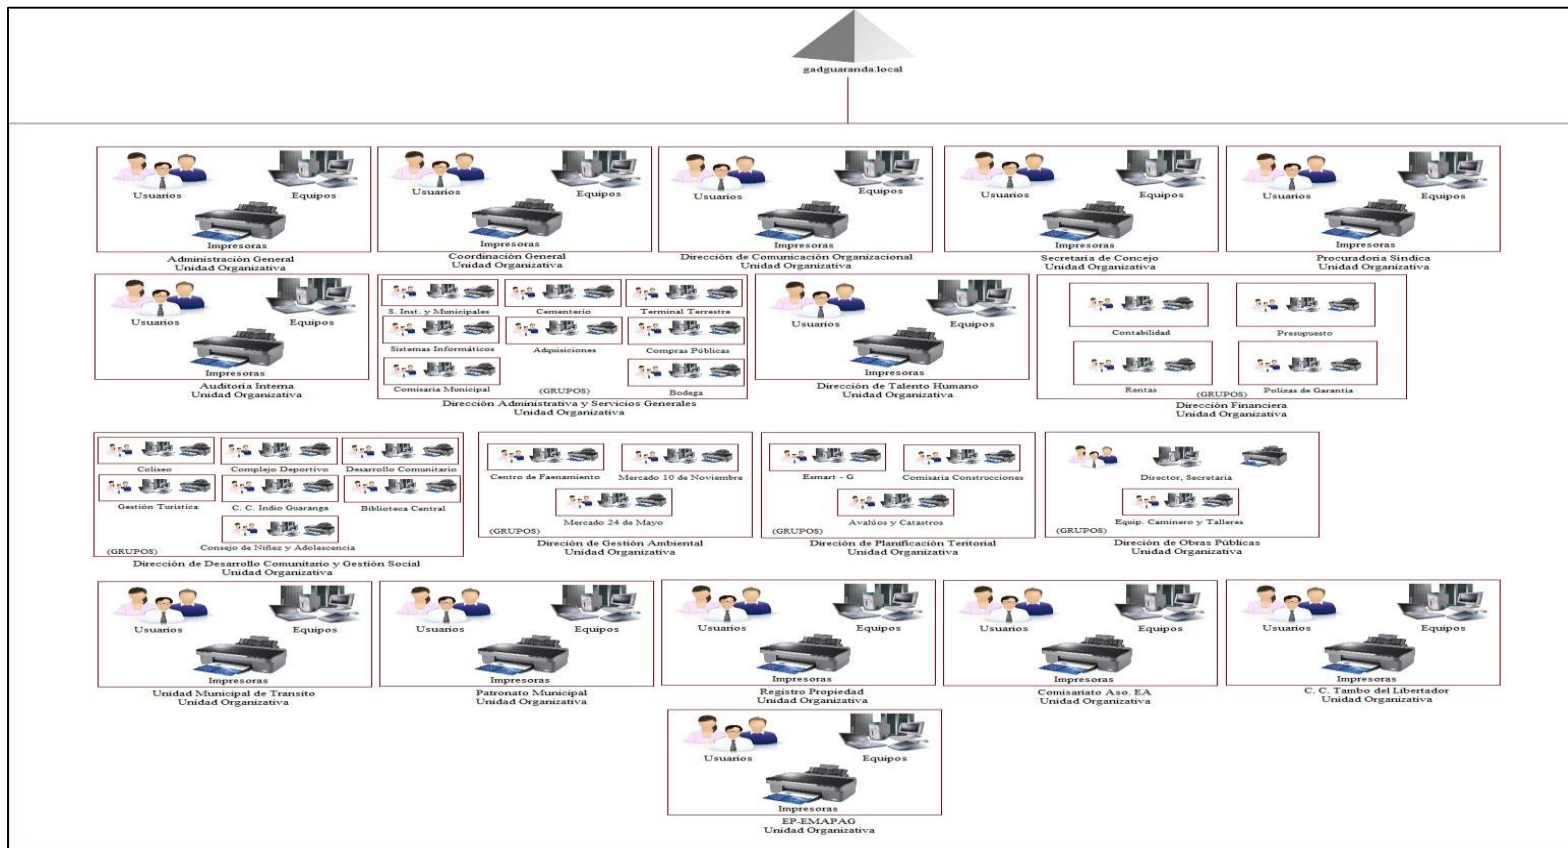 gadguaranda.local
Usuarios
Equipos
Impresoras
Administración General
Unidad Organizativa
Usuarios
Equipos
Impresoras
Coordinación General
Unidad Organizativa
Usuarios
Equipos
Impresoras
Dirección de Comunicación Organizacional
Unidad Organizativa
Usuarios
Equipos
Impresoras
Secretaría de Concejo
Unidad Organizativa
Usuarios
Equipos
Impresoras
Procuradoría Síndica
Unidad Organizativa
Usuarios
Equipos
Impresoras
Auditoría Interna
Unidad Organizativa
S. Inst. y Municipales
Cementerio
Terminal Terrestre
Sistemas Informáticos
Adquisiciones
Compras Públicas
Comisaría Municipal
(GRUPOS)
Bodega
Dirección Administrativa y Servicios Generales
Unidad Organizativa
Usuarios
Equipos
Impresoras
Dirección de Talento Humano
Unidad Organizativa
Contabilidad
Presupuesto
Rentas
Polizas de Garantía
(GRUPOS)
Dirección Financiera
Unidad Organizativa
Coliseo
Complejo Deportivo
Desarrollo Comunitario
Gestión Turística
C. C. Indio Guaranga
Biblioteca Central
Consejo de Niñez y Adolescencia
(GRUPOS)
Dirección de Desarrollo Comunitario y Gestión Social
Unidad Organizativa
Centro de Faenamiento
Mercado 10 de Noviembre
Mercado 24 de Mayo
(GRUPOS)
Direción de Gestión Ambiental
Unidad Organizativa
Esmart - G
Comisaría Construcciones
Avalúos y Catastros
(GRUPOS)
Direción de Planificación Teritorial
Unidad Organizativa
Director, Secretaria
Equip. Caminero y Talleres
(GRUPOS)
Dirección de Obras Públicas
Unidad Organizativa
Usuarios
Equipos
Impresoras
Unidad Municipal de Transito
Unidad Organizativa
Usuarios
Equipos
Impresoras
Patronato Municipal
Unidad Organizativa
Usuarios
Equipos
Impresoras
Registro Propiedad
Unidad Organizativa
Usuarios
Equipos
Impresoras
Comisariato Aso. EA
Unidad Organizativa
Usuarios
Equipos
Impresoras
C. C. Tambo del Libertador
Unidad Organizativa
Usuarios
Equipos
Impresoras
EP-EMAPAG
Unidad Organizativa